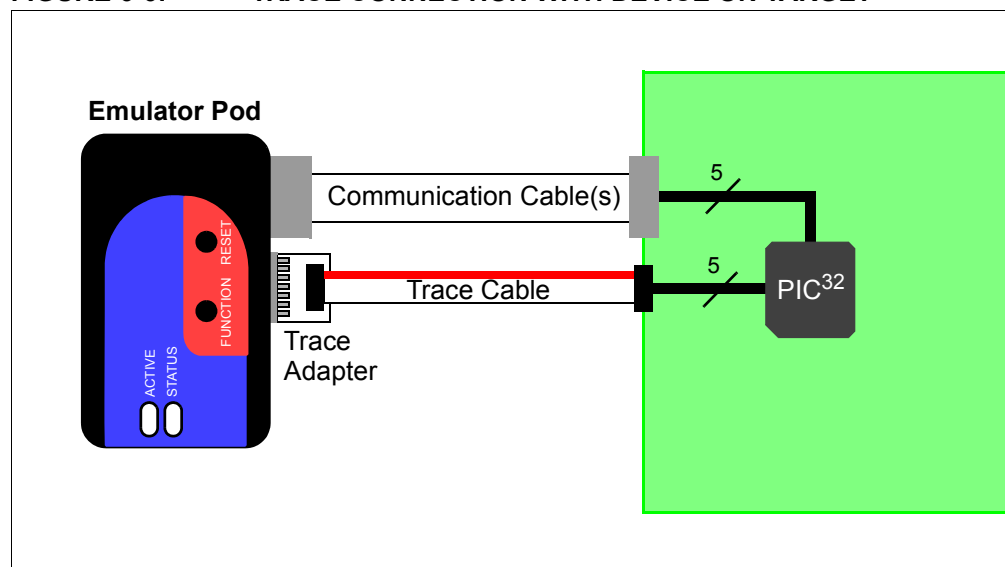 Emulator Pod
Communication Cable(s)
5
FUNCTION RESET
Trace Cable
5
PIC32
Trace
Adapter
ACTIVE
STATUS